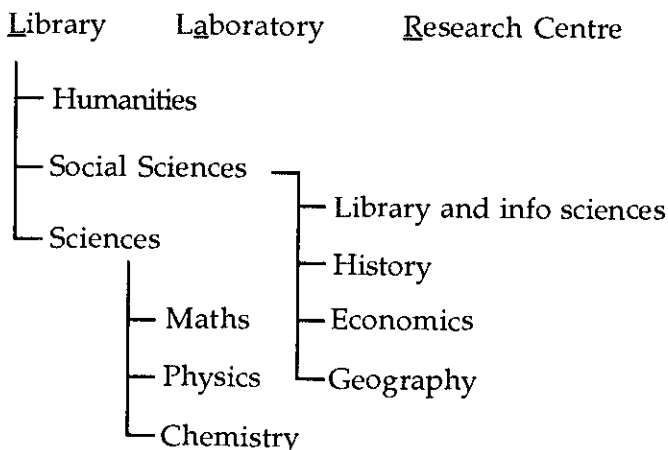 Library Laboratory Research Centre
Humanities
Social Sciences
Library and info sciences
Sciences
History
Maths
Economics
Physics
Geography
Chemistry